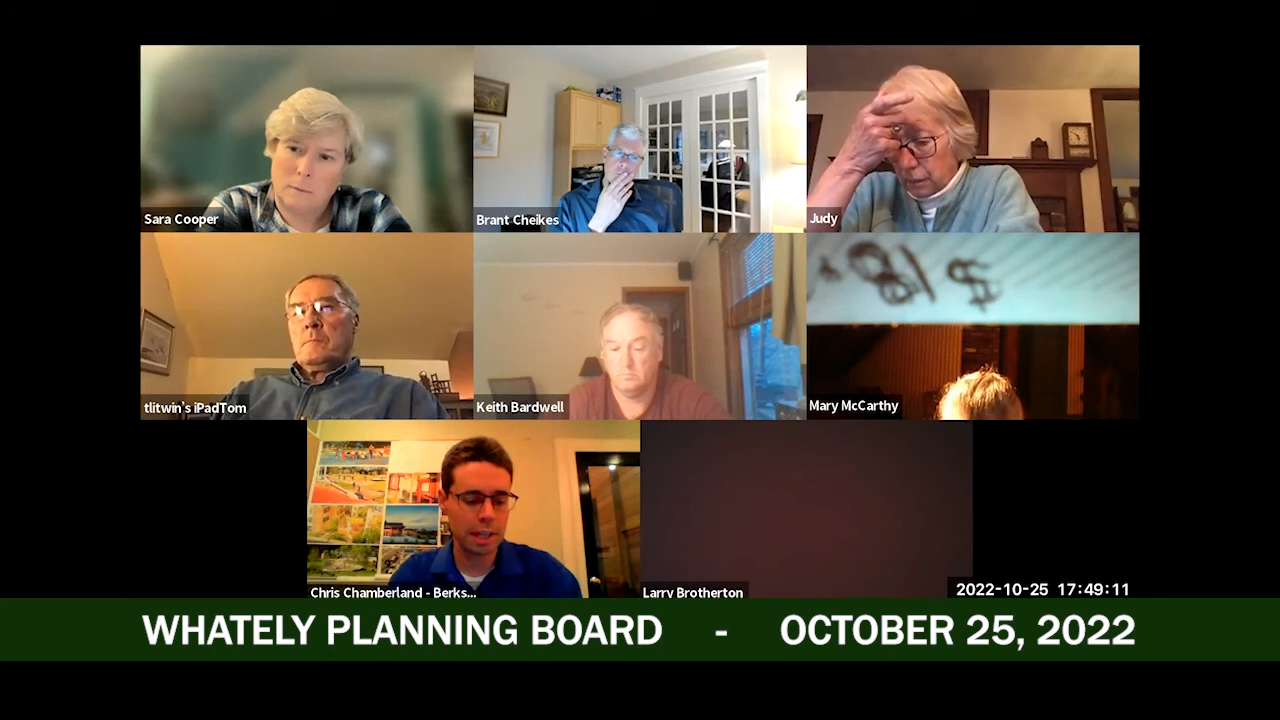 Sara Cooper
Brant Cheikes
Judy
tlitwin's iPadTom
Keith Bardwell
Mary McCarthy
Chris Chamberland - Berks...
Larry Brotherton
2022-10-25 17:49:11
WHATELY PLANNING BOARD - OCTOBER 25, 2022